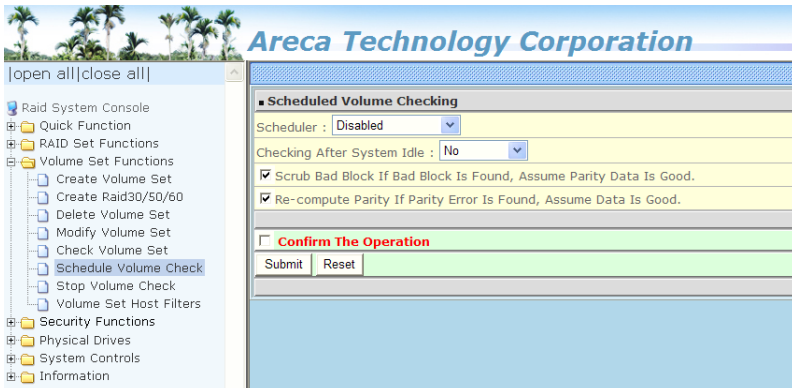 Areca Technology Corporation
|open all|close all|
Raid System Console
Quick Function
RAID Set Functions
Volume Set Functions
Create Volume Set
Create Raid30/50/60
Delete Volume Set
Modify Volume Set
Check Volume Set
Schedule Volume Check
Stop Volume Check
Volume Set Host Filters
Security Functions
Physical Drives
System Controls
Information
Scheduled Volume Checking
Scheduler : Disabled
Checking After System Idle : No
Scrub Bad Block If Bad Block Is Found, Assume Parity Data Is Good.
Re-compute Parity If Parity Error Is Found, Assume Data Is Good.
Confirm The Operation
Submit Reset